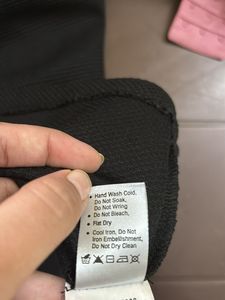 • Hand Wash Cold,
Do Not Soak,
Do Not Wring
• Do Not Bleach,
• Flat Dry
• Cool Iron, Do Not
Iron Embellishment,
Do Not Dry Clean